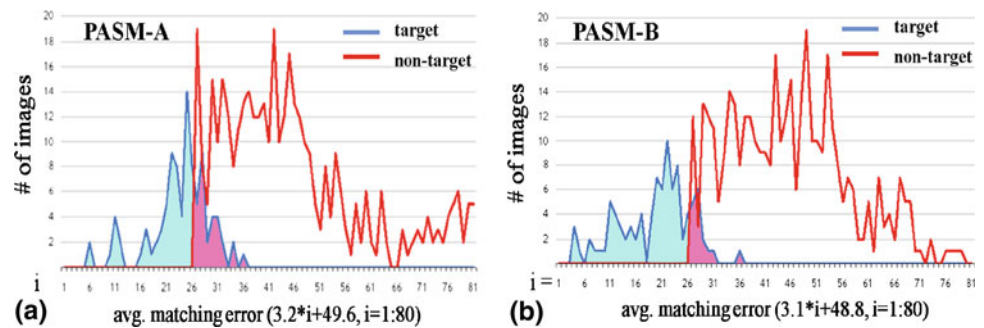 PASM-A
target
non-target
# of images
20
18
16
14
12
10
8
6
4
2
i
1 6 11 16 21 26 31 36 41 46 51 56 61 66 71 76 81
(a)
avg. matching error (3.2*i+49.6, i=1:80)
PASM-B
target
non-target
# of images
20
18
16
14
12
10
8
6
4
2
i =
1 6 11 16 21 26 31 36 41 46 51 56 61 66 71 76 81
(b)
avg. matching error (3.1*i+48.8, i=1:80)